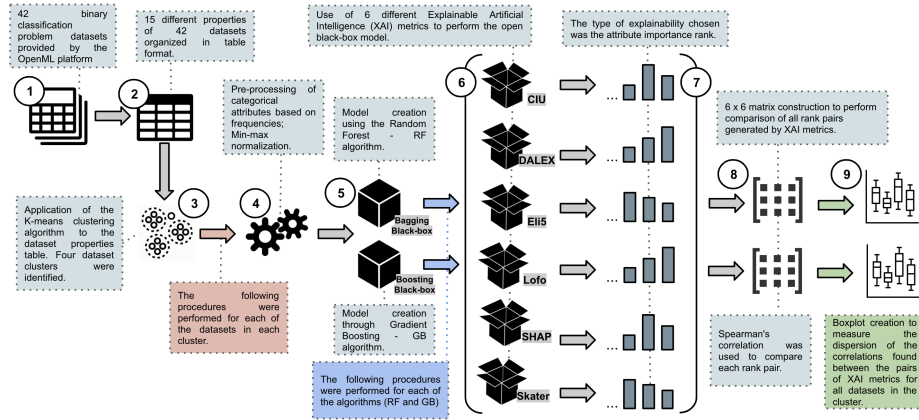 42 binary
classification
problem datasets
provided by the
OpenML platform
15 different properties
of 42 datasets
organized in table
format.
Use of 6 different Explainable Artificial
Intelligence (XAI) metrics to perform the open
black-box model.
The type of explainability chosen
was the attribute importance rank.
1
2
Pre-processing of
categorical
attributes based on
frequencies;
Min-max
normalization.
Model creation
using the Random
Forest - RF
algorithm.
6
7
CIU
...
6 x 6 matrix construction to perform
comparison of all rank pairs
generated by XAI metrics.
DALEX
...
3
4
5
8
9
Application of the
K-means clustering
algorithm to the
dataset properties
table. Four dataset
clusters were
identified.
Bagging
Black-box
Eli5
...
Boosting
Black-box
Lofo
...
The following
procedures were
performed for each of
the datasets in each
cluster.
Model creation
through Gradient
Boosting - GB
algorithm.
SHAP
...
Spearman's
correlation was
used to compare
each rank pair.
Boxplot creation to
measure the
dispersion of the
correlations found
between the pairs
of XAI metrics for
all datasets in the
cluster.
The following procedures
were performed for each of
the algorithms (RF and GB)
Skater
...